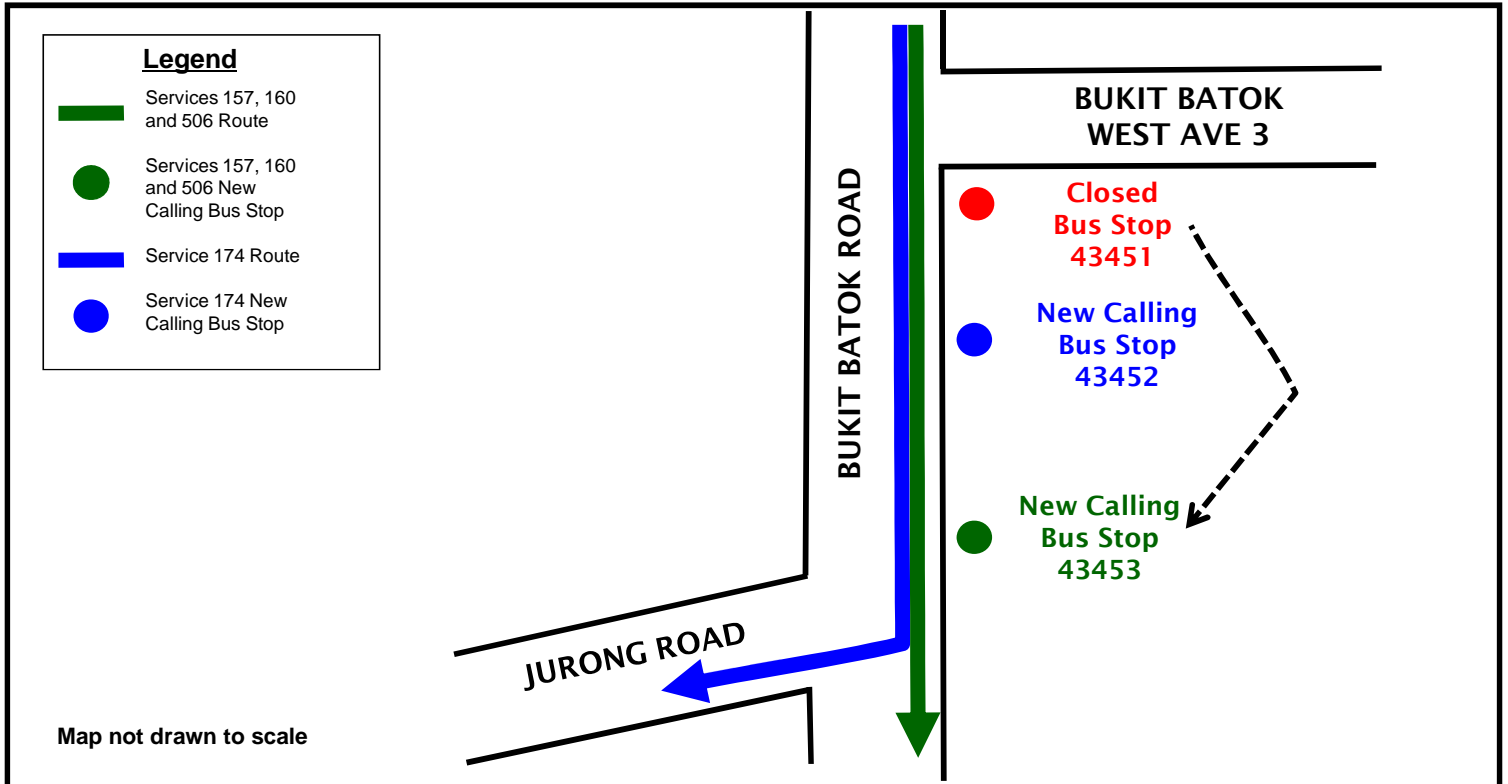 Legend
Services 157, 160
and 506 Route
Services 157, 160
and 506 New
Calling Bus Stop
Service 174 Route
Service 174 New
Calling Bus Stop
BUKIT BATOK
WEST AVE 3
BUKIT BATOK ROAD
Closed
Bus Stop
43451
New Calling
Bus Stop
43452
New Calling
Bus Stop
43453
JURONG ROAD
Map not drawn to scale